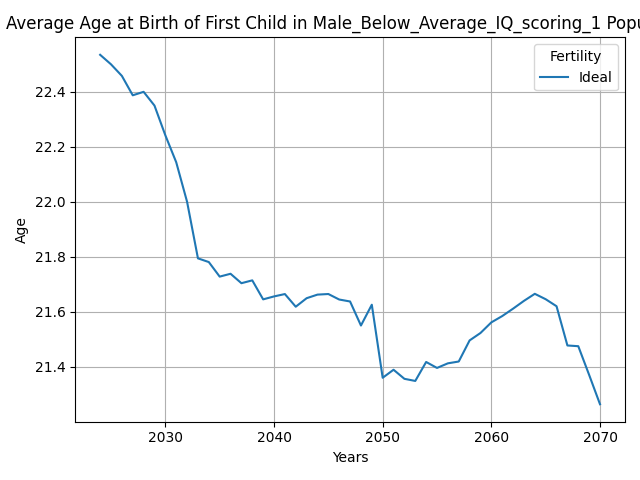 Average Age at Birth of First Child in Male_Below_Average_IQ_scoring_1
Fertility
Ideal
22.4
22.2
22.0
21.8
21.6
21.4
Age
2030 2040 2050 2060 2070
Years